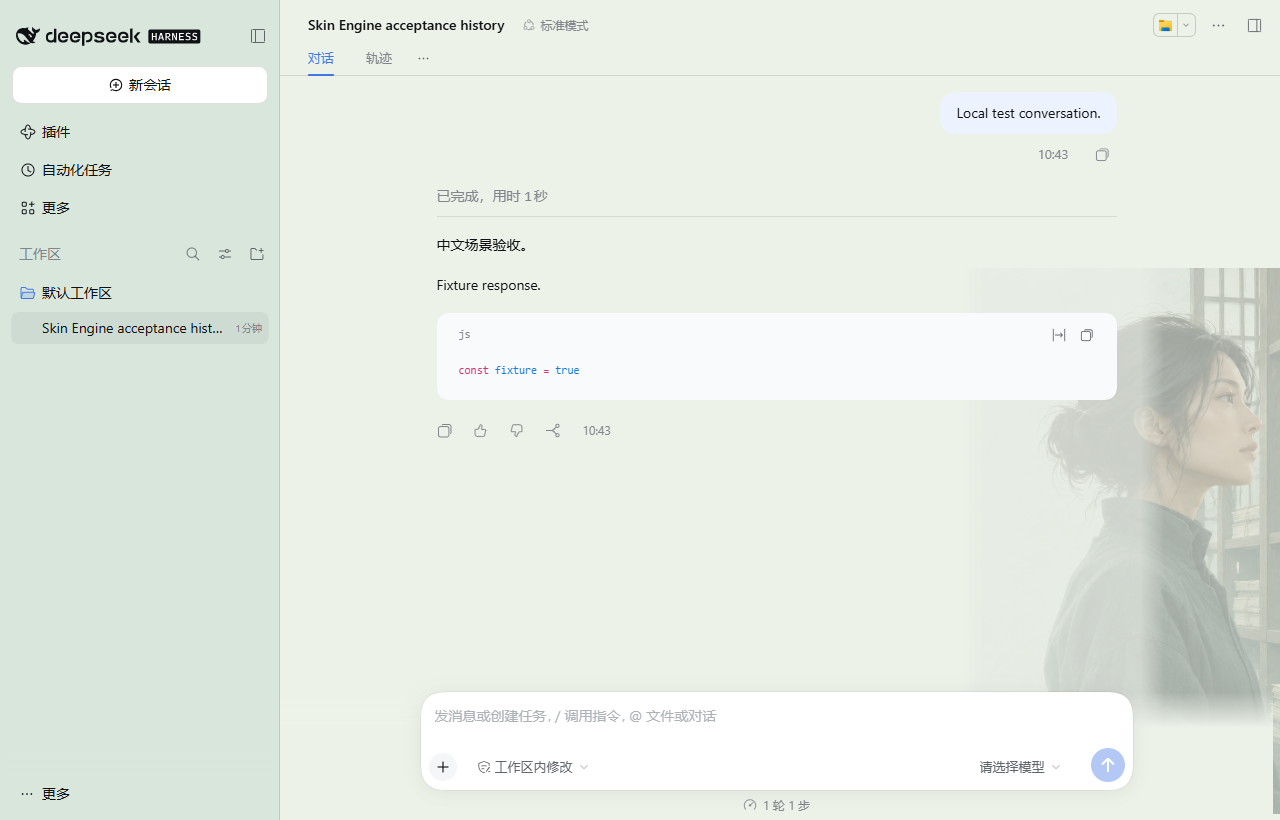 deepseek HARNESS
新会话
插件
自动化任务
更多
工作区
默认工作区
Skin Engine acceptance hist... 1分钟
... 更多
Skin Engine acceptance history 标准模式
对话 轨迹 ...
Local test conversation.
10:43
已完成，用时 1秒
中文场景验收。
Fixture response.
js
const fixture = true
10:43
发消息或创建任务, / 调用指令, @ 文件或对话
工作区内修改
请选择模型
1 轮 1 步